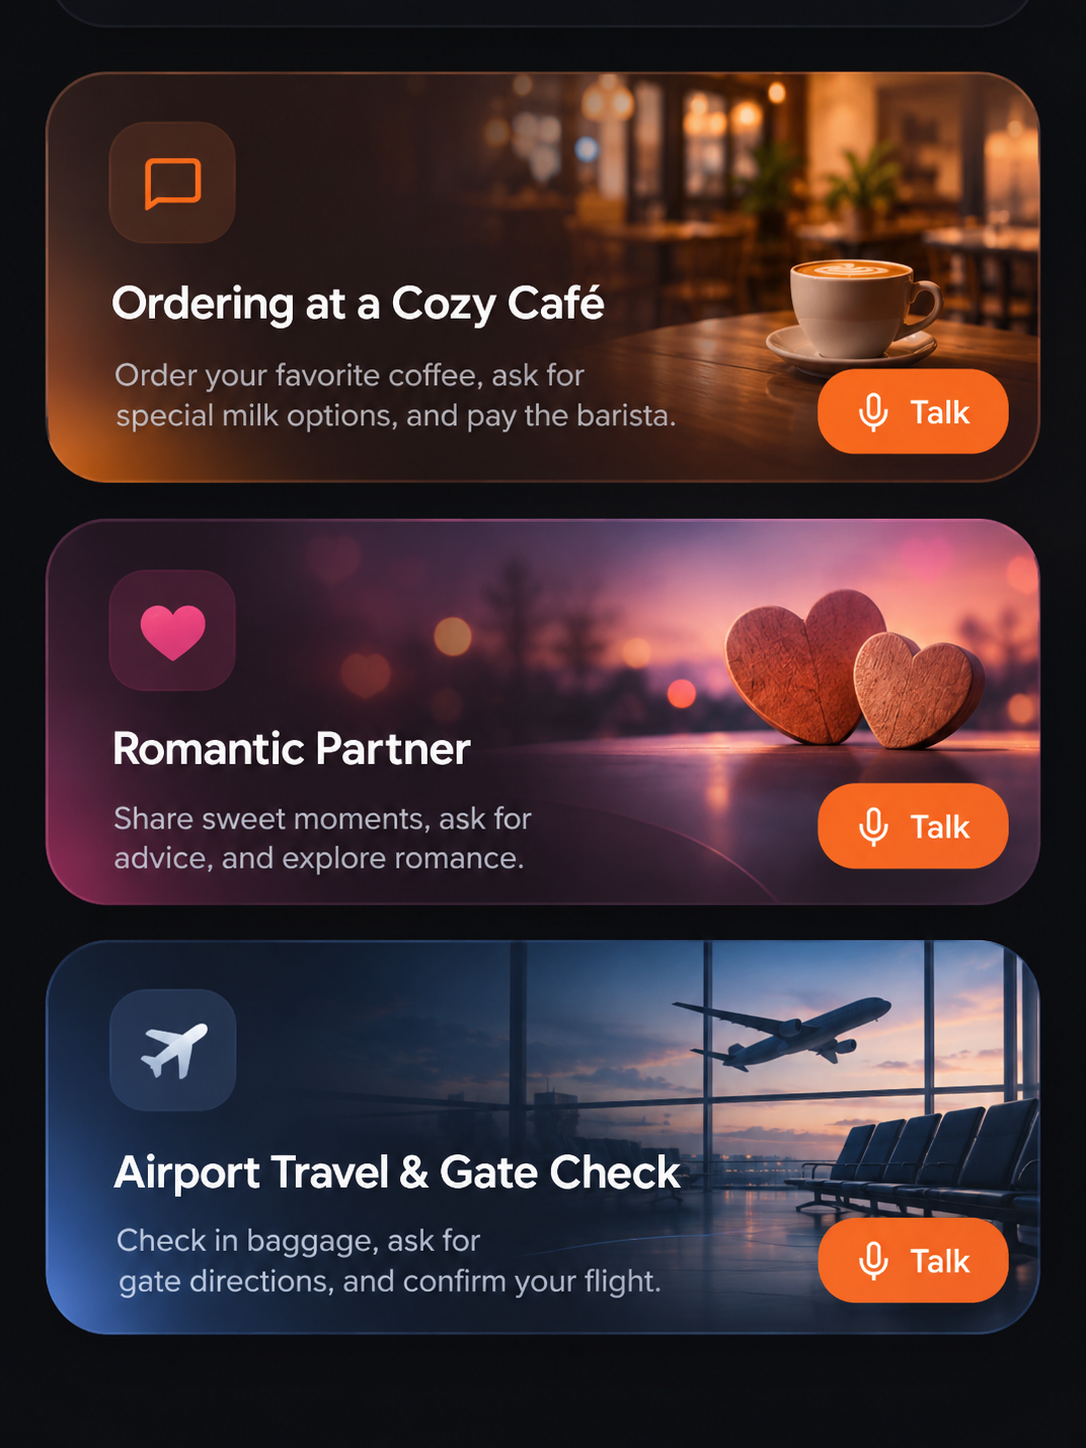 Ordering at a Cozy Café
Order your favorite coffee, ask for
special milk options, and pay the barista.
Talk
Romantic Partner
Share sweet moments, ask for
advice, and explore romance.
Talk
Airport Travel & Gate Check
Check in baggage, ask for
gate directions, and confirm your flight.
Talk